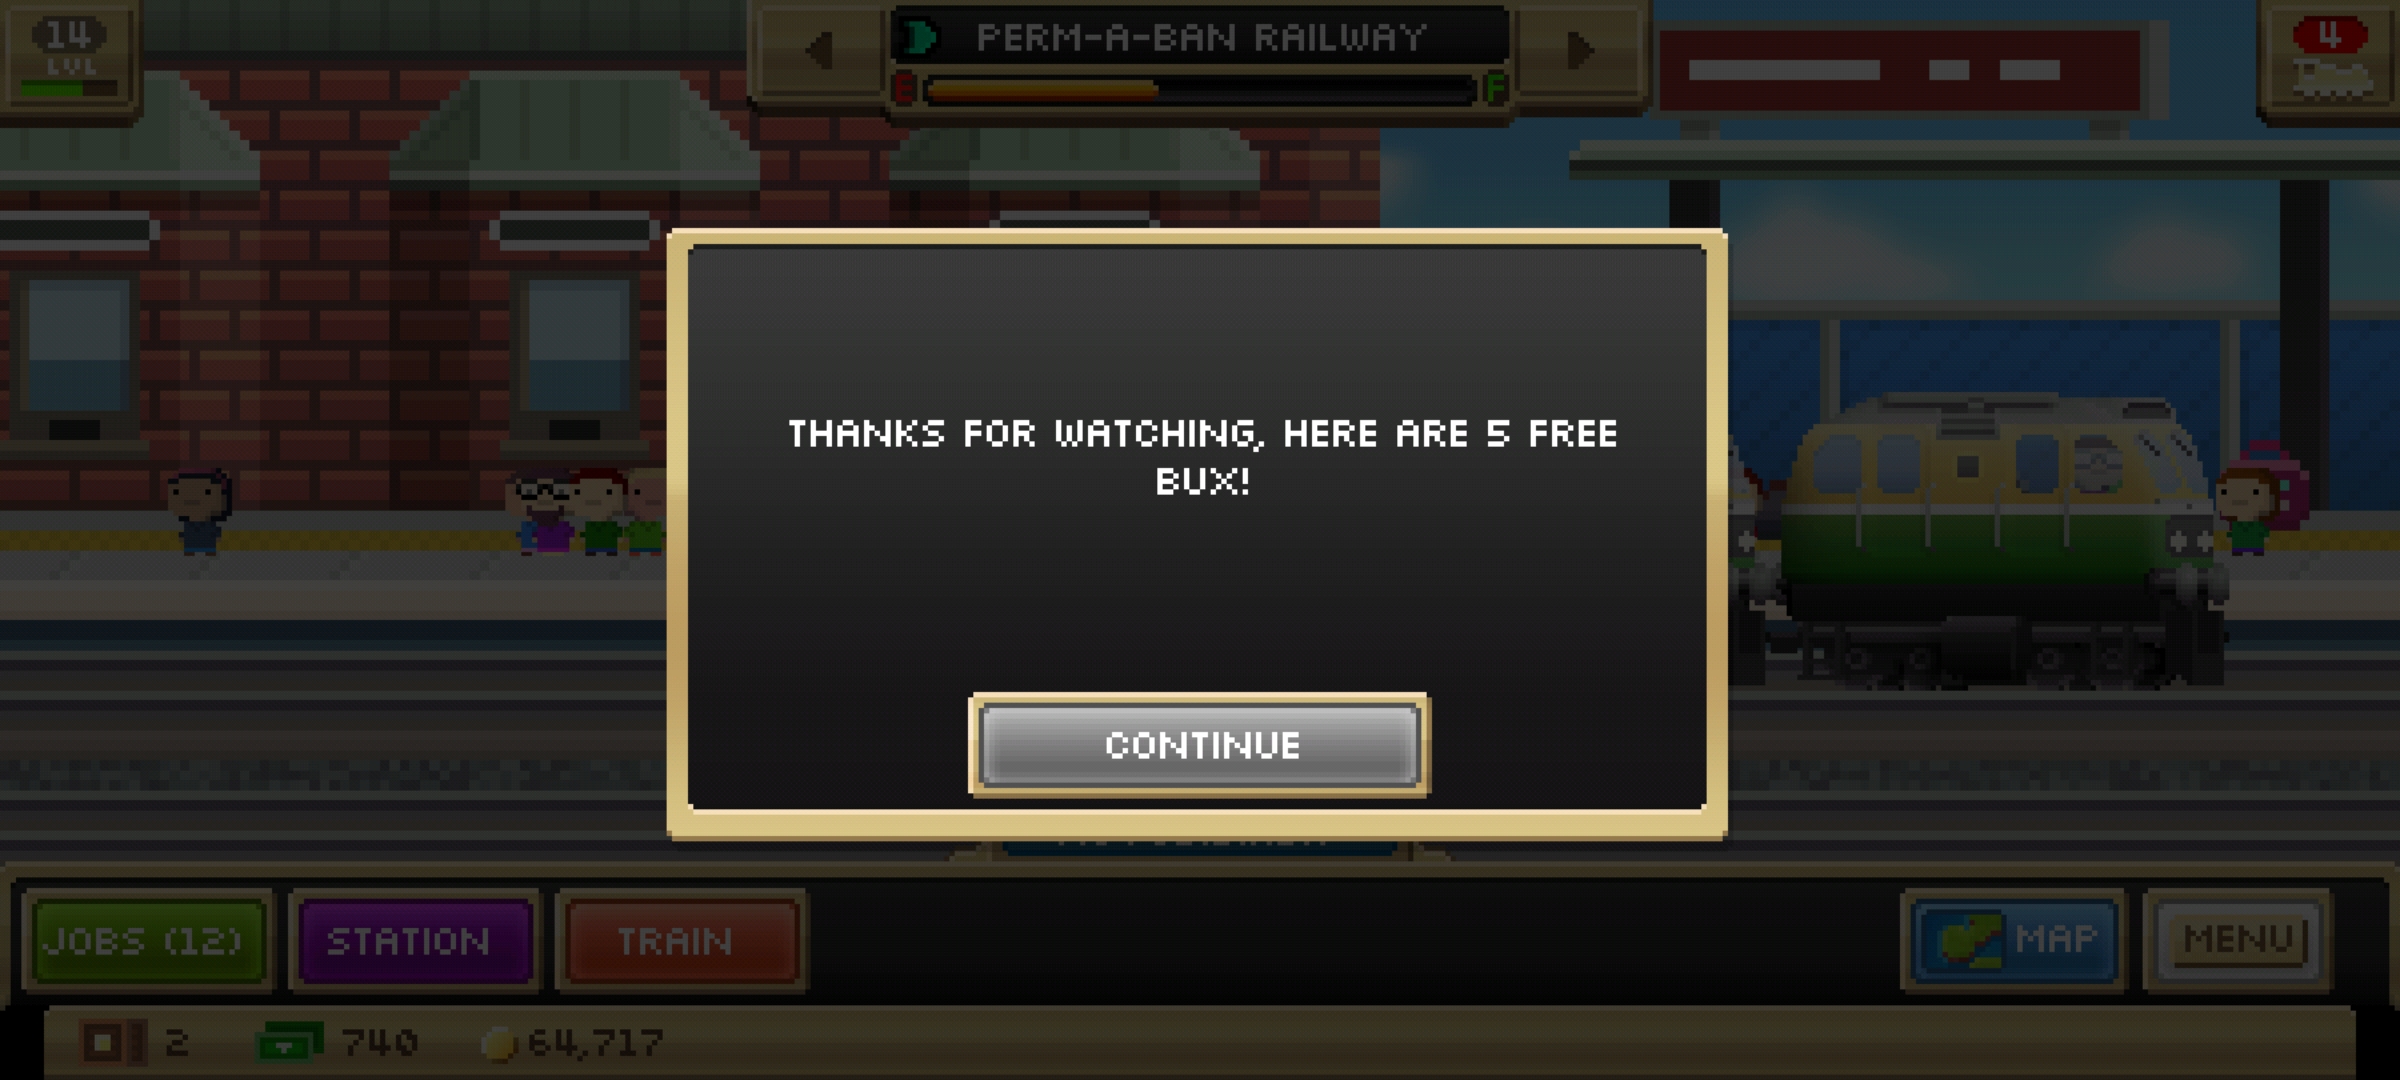 14
LVL
PERM-A-BAN RAILWAY
E
F
4
THANKS FOR WATCHING, HERE ARE 5 FREE
BUX!
CONTINUE
JOBS (12)
STATION
TRAIN
MAP
MENU
2
740
64,717